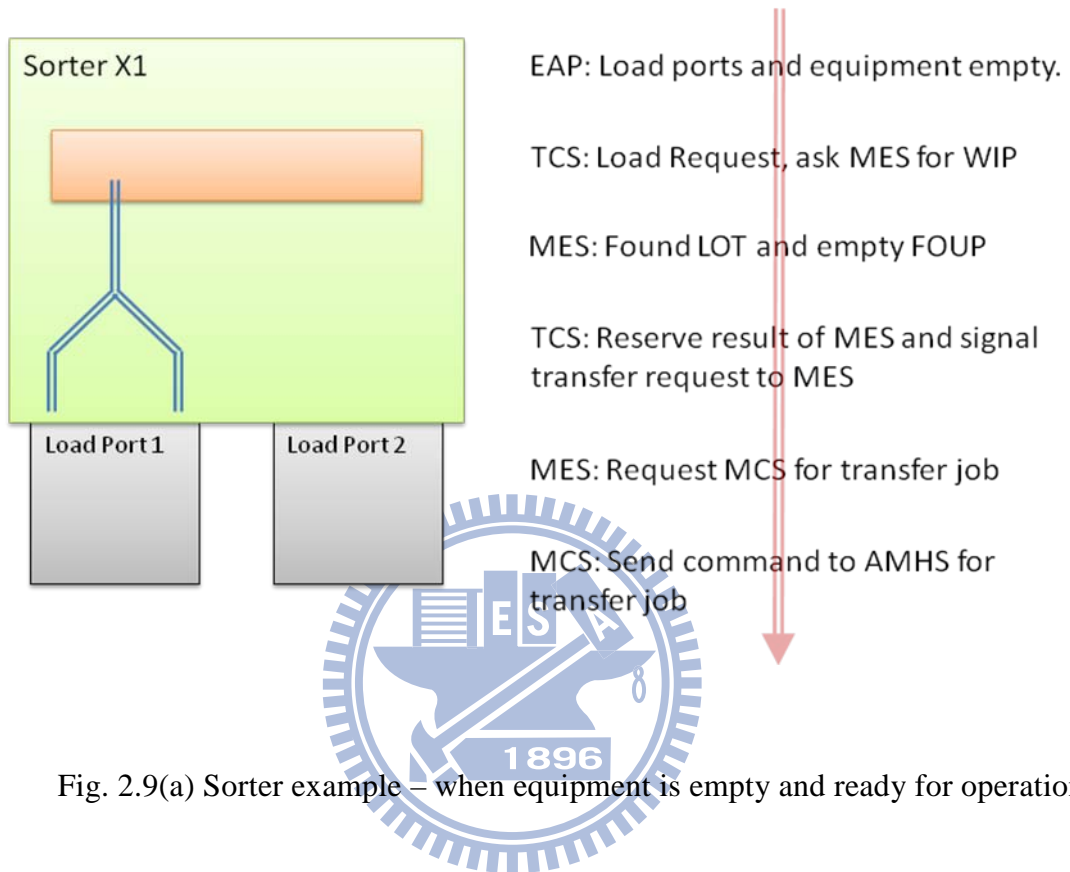 Sorter X1
Load Port 1
Load Port 2
EAP: Load ports and equipment empty.
TCS: Load Request, ask MES for WIP
MES: Found LOT and empty FOUP
TCS: Reserve result of MES and signal
transfer request to MES
MES: Request MCS for transfer job
MCS: Send command to AMHS for
transfer job
E S A
8
1896
Fig. 2.9(a) Sorter example – when equipment is empty and ready for operation